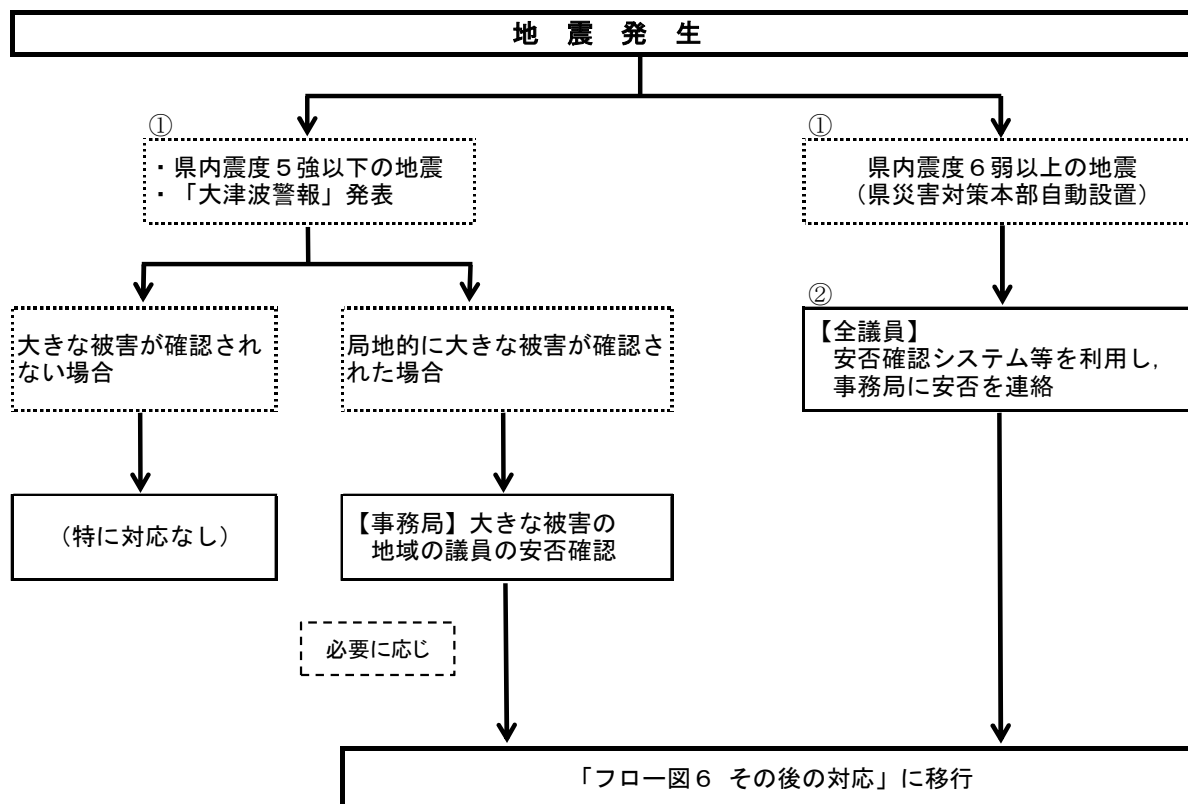 地 震 発 生
①
・県内震度５強以下の地震
・「大津波警報」発表
①
県内震度６弱以上の地震
（県災害対策本部自動設置）
大きな被害が確認され
ない場合
局地的に大きな被害が確認さ
れた場合
②
【全議員】
安否確認システム等を利用し，
事務局に安否を連絡
（特に対応なし）
【事務局】大きな被害の
地域の議員の安否確認
必要に応じ
「フロー図６ その後の対応」に移行